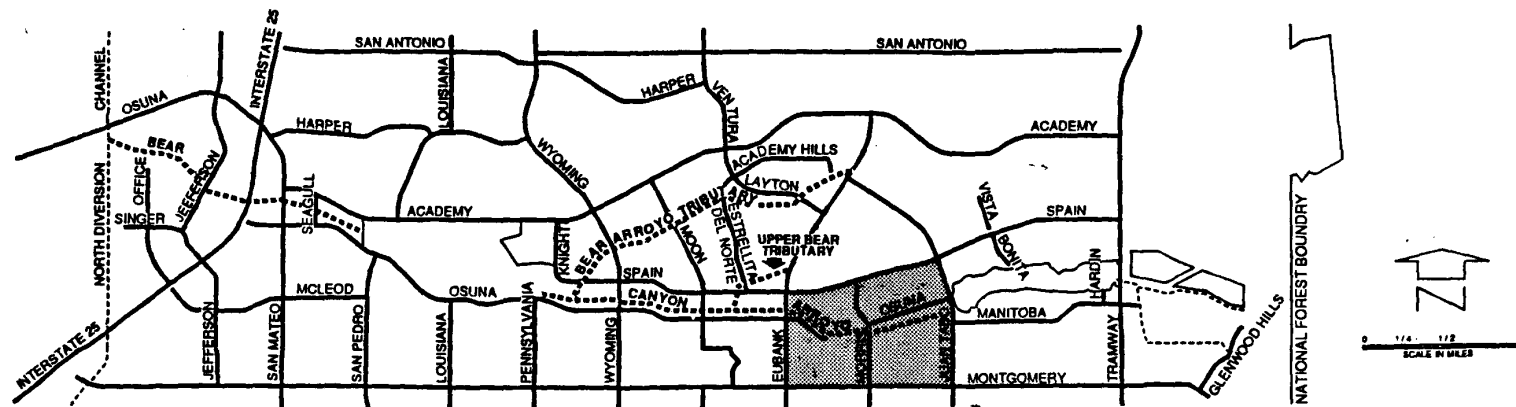 SAN ANTONIO
SAN ANTONIO
INTERSTATE 25
NORTH DIVERSION CHANNEL
OSUNA
LOUISIANA
HARPER
VENTURA
HARPER
ACADEMY
BEAR
OFFICE
JEFFERSON
WYOMING
ACADEMY HILLS
LAYTON
SINGER
SEAGULL
ACADEMY
BEAR ARROYO TRIBUTARY
MOON
ESTRELLITA
DEL NORTE
VISTA
BONITA
SPAIN
KNIGHT
UPPER BEAR
TRIBUTARY
SPAIN
MCLEOD
OSUNA
CANYON
ARROYO
OSUNA
MANITOBA
HARDIN
INTERSTATE 25
JEFFERSON
SAN MATEO
SAN PEDRO
LOUISIANA
PENNSYLVANIA
WYOMING
EUBANK
MORRIS
JUAN TABO
MONTGOMERY
TRAMWAY
GLENWOOD HILLS
NATIONAL FOREST BOUNDRY
N
0 1/4 1/2
SCALE IN MILES